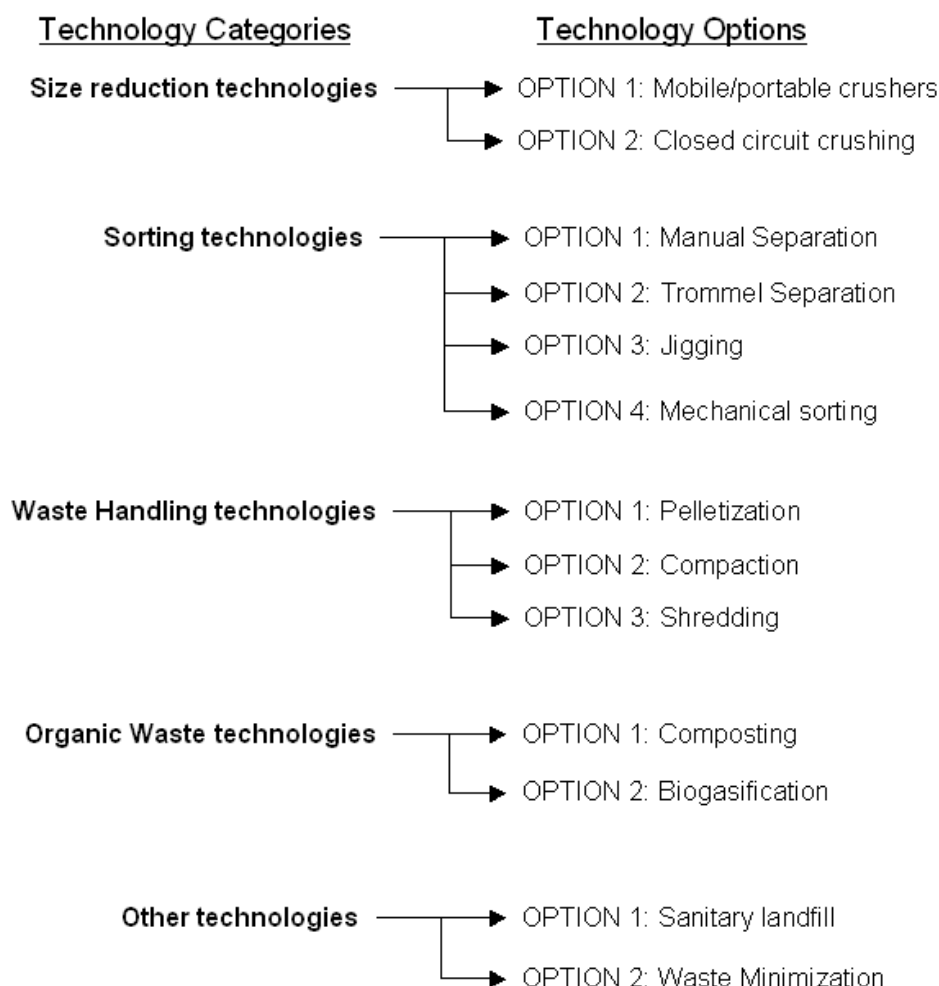 Technology Categories Technology Options
Size reduction technologies OPTION 1: Mobile/portable crushers
OPTION 2: Closed circuit crushing
Sorting technologies OPTION 1: Manual Separation
OPTION 2: Trommel Separation
OPTION 3: Jigging
OPTION 4: Mechanical sorting
Waste Handling technologies OPTION 1: Pelletization
OPTION 2: Compaction
OPTION 3: Shredding
Organic Waste technologies OPTION 1: Composting
OPTION 2: Biogasification
Other technologies OPTION 1: Sanitary landfill
OPTION 2: Waste Minimization